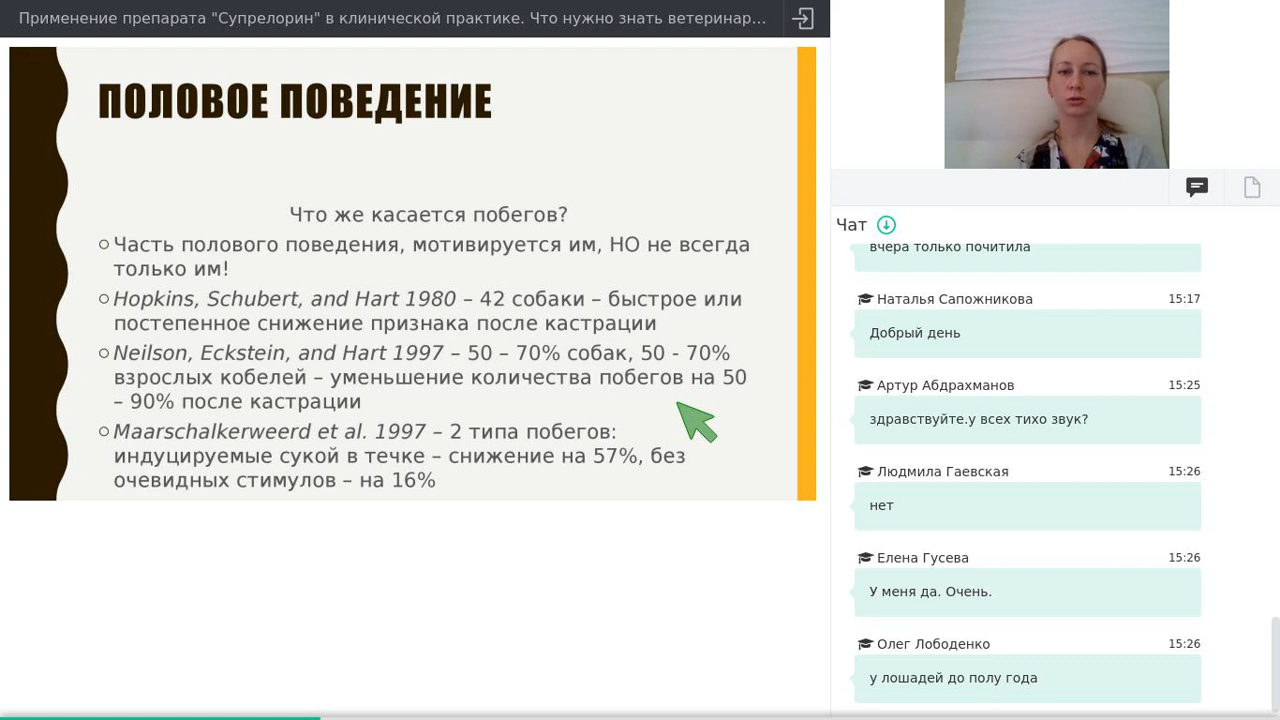 Применение препарата "Супрелорин" в клинической практике. Что нужно знать ветеринар...
ПОЛОВОЕ ПОВЕДЕНИЕ
Что же касается побегов?
Часть полового поведения, мотивируется им, НО не всегда
только им!
Hopkins, Schubert, and Hart 1980 – 42 собаки – быстрое или
постепенное снижение признака после кастрации
Neilson, Eckstein, and Hart 1997 – 50 – 70% собак, 50 - 70%
взрослых кобелей – уменьшение количества побегов на 50
– 90% после кастрации
Maarschalkerweerd et al. 1997 – 2 типа побегов:
индуцируемые сукой в течке – снижение на 57%, без
очевидных стимулов – на 16%
Чат
вчера только почитила
Наталья Сапожникова 15:17
Добрый день
Артур Абдрахманов 15:25
здравствуйте.у всех тихо звук?
Людмила Гаевская 15:26
нет
Елена Гусева 15:26
У меня да. Очень.
Олег Лободенко 15:26
у лошадей до полу года